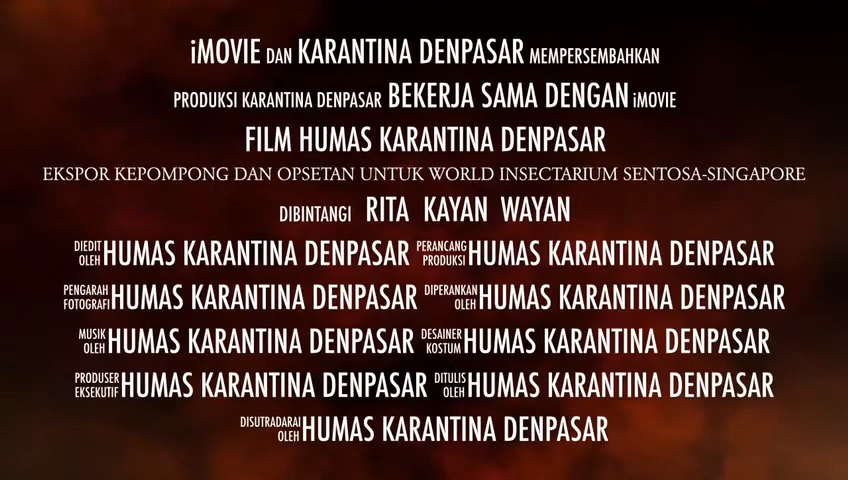 iMOVIE DAN KARANTINA DENPASAR MEMPERSEMBAHKAN
PRODUKSI KARANTINA DENPASAR BEKERJA SAMA DENGAN iMOVIE
FILM HUMAS KARANTINA DENPASAR
EKSPOR KEPOMPONG DAN OPSETAN UNTUK WORLD INSECTARIUM SENTOSA-SINGAPORE
DIBINTANGI RITA KAYAN WAYAN
DIEDIT OLEH HUMAS KARANTINA DENPASAR PERANCANG PRODUKSI HUMAS KARANTINA DENPASAR
PENGARAH FOTOGRAFI HUMAS KARANTINA DENPASAR DIPERANKAN OLEH HUMAS KARANTINA DENPASAR
MUSIK OLEH HUMAS KARANTINA DENPASAR DESAINER KOSTUM HUMAS KARANTINA DENPASAR
PRODUSER EKSEKUTIF HUMAS KARANTINA DENPASAR DITULIS OLEH HUMAS KARANTINA DENPASAR
DISUTRADARAI OLEH HUMAS KARANTINA DENPASAR